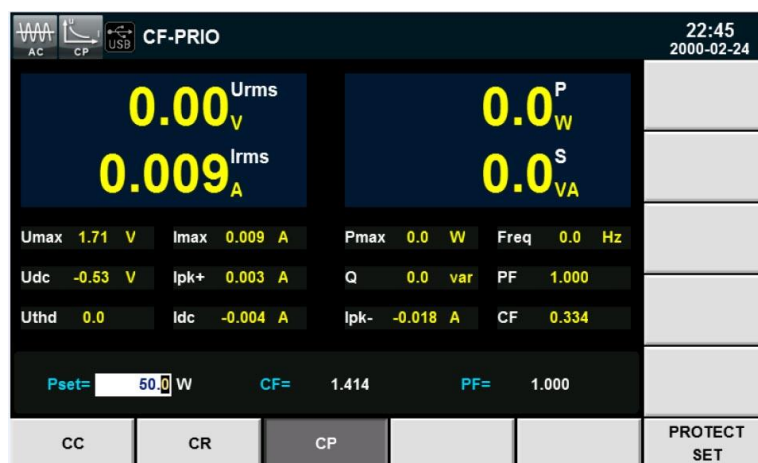 AC
U
I
CP
USB
CF-PRIO
22:45
2000-02-24
0.00 Urms V
0.0 P W
0.009 Irms A
0.0 S VA
Umax 1.71 V Imax 0.009 A Pmax 0.0 W Freq 0.0 Hz
Udc -0.53 V Ipk+ 0.003 A Q 0.0 var PF 1.000
Uthd 0.0 Idc -0.004 A Ipk- -0.018 A CF 0.334
Pset= 50.0 W CF= 1.414 PF= 1.000
CC CR CP
PROTECT
SET